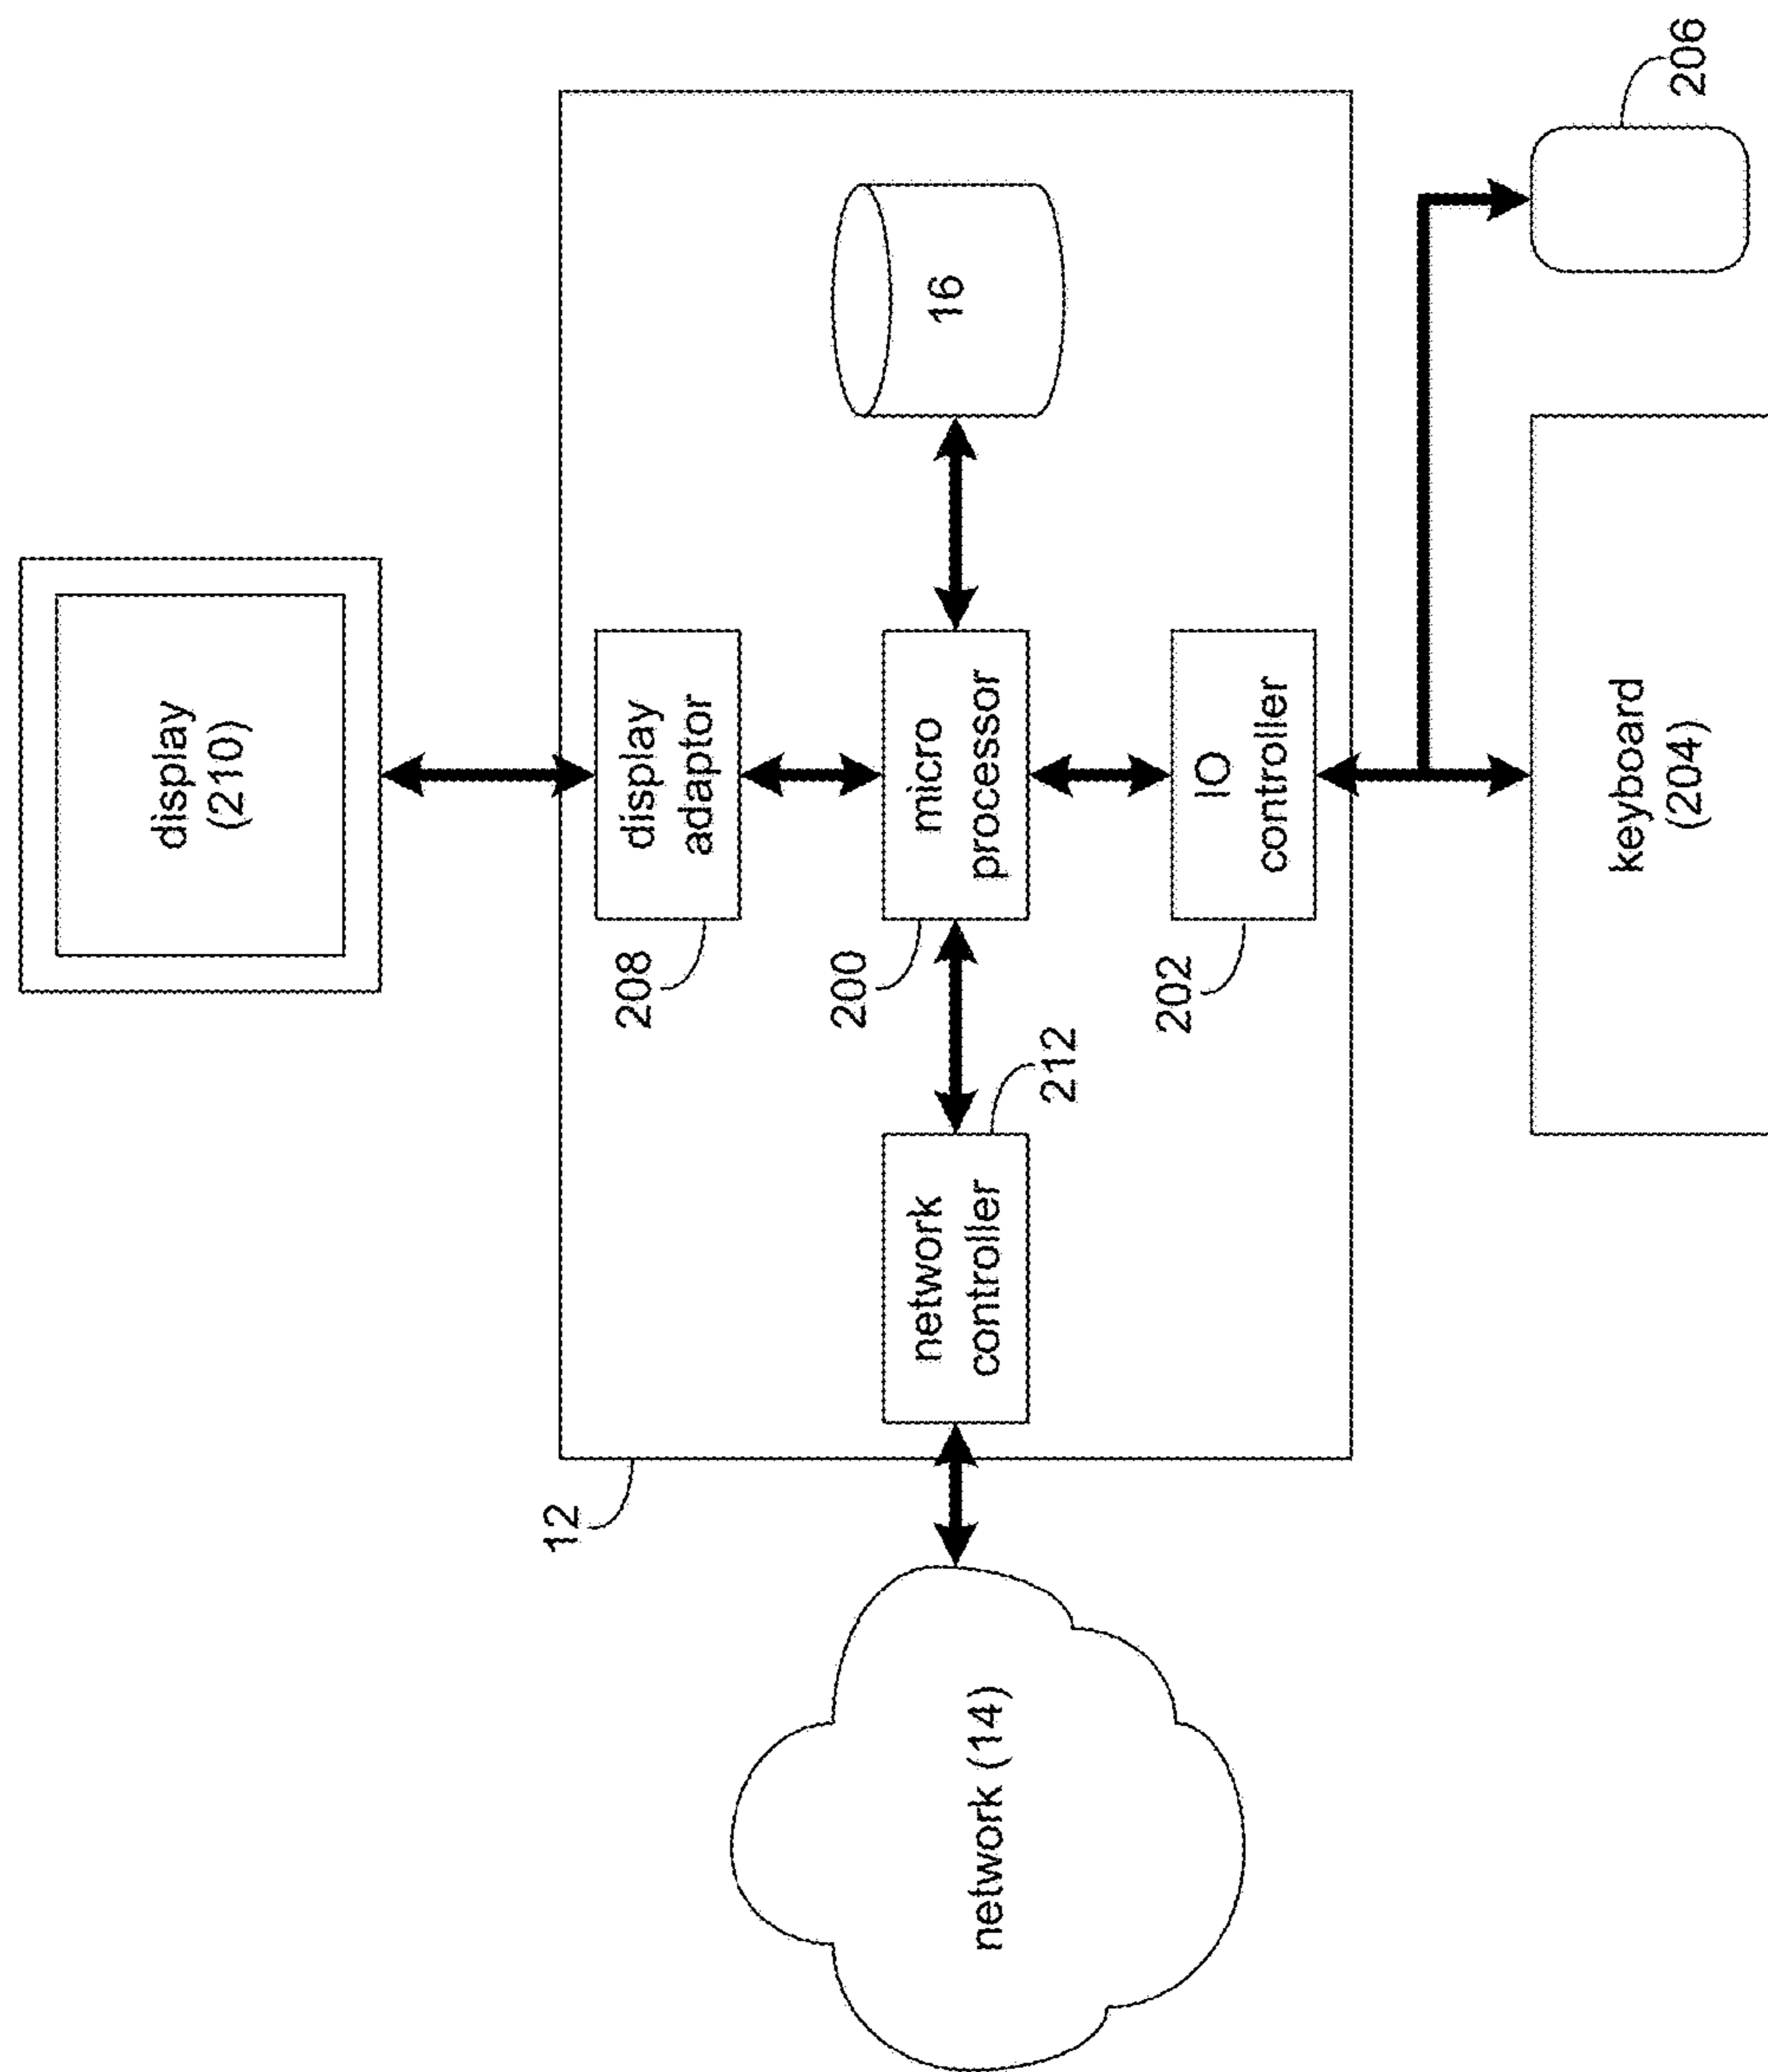 display
(210)
208
display
adaptor
200
micro
processor
16
212
network
controller
202
IO
controller
12
network (14)
keyboard
(204)
206